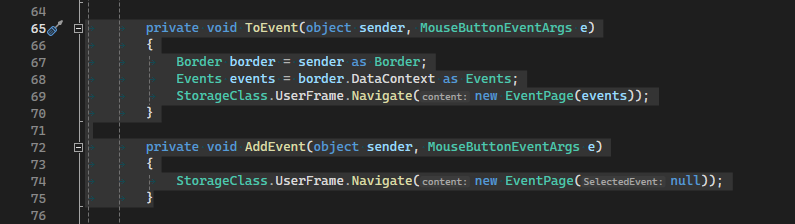 64
65 private void ToEvent(object sender, MouseButtonEventArgs e)
66 {
67 Border border = sender as Border;
68 Events events = border.DataContext as Events;
69 StorageClass.UserFrame.Navigate(content: new EventPage(events));
70 }
71
72 private void AddEvent(object sender, MouseButtonEventArgs e)
73 {
74 StorageClass.UserFrame.Navigate(content: new EventPage(SelectedEvent: null));
75 }
76